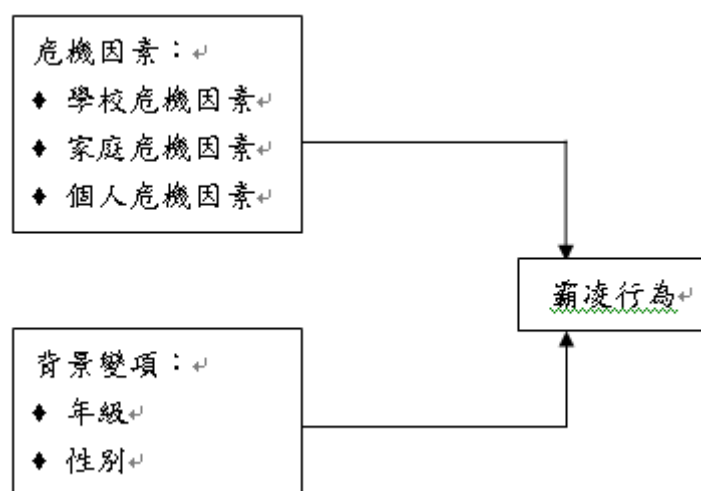 危機因素：
♦ 學校危機因素
♦ 家庭危機因素
♦ 個人危機因素
霸凌行為
背景變項：
♦ 年級
♦ 性別